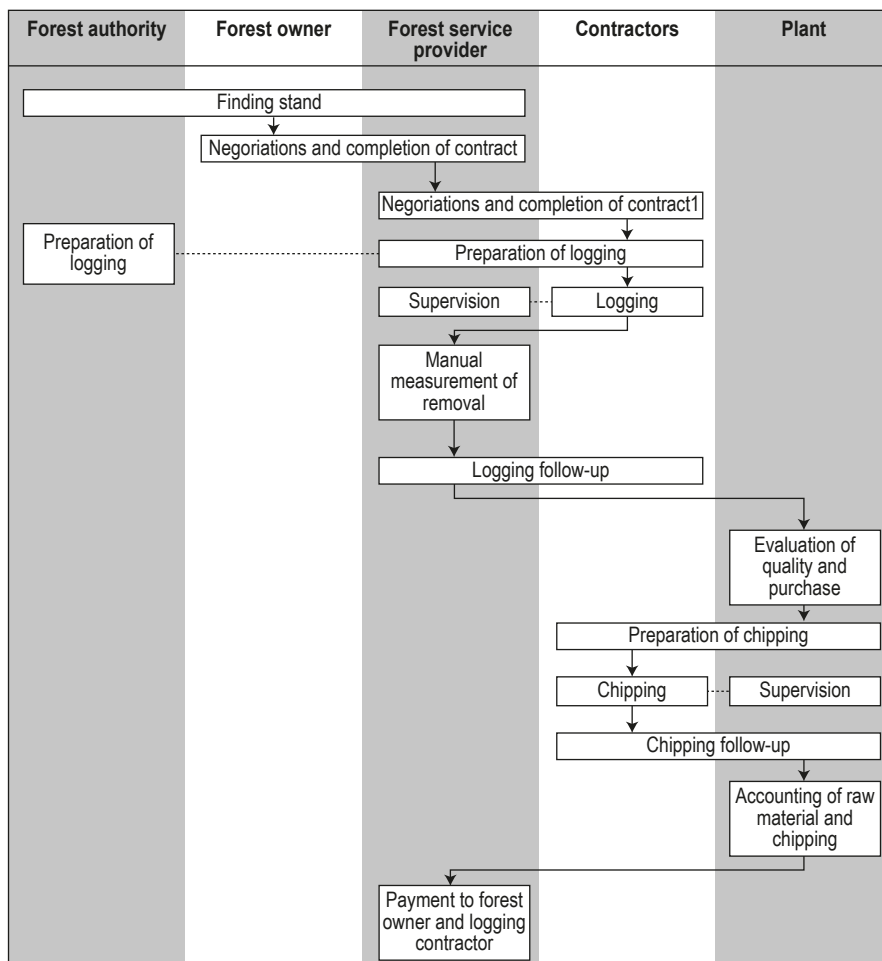 Forest authority
Forest owner
Forest service
provider
Contractors
Plant
Finding stand
Negoriations and completion of contract
Negoriations and completion of contract1
Preparation of
logging
Preparation of logging
Supervision
Logging
Manual
measurement of
removal
Logging follow-up
Evaluation of
quality and
purchase
Preparation of chipping
Chipping
Supervision
Chipping follow-up
Accounting of raw
material and
chipping
Payment to forest
owner and logging
contractor